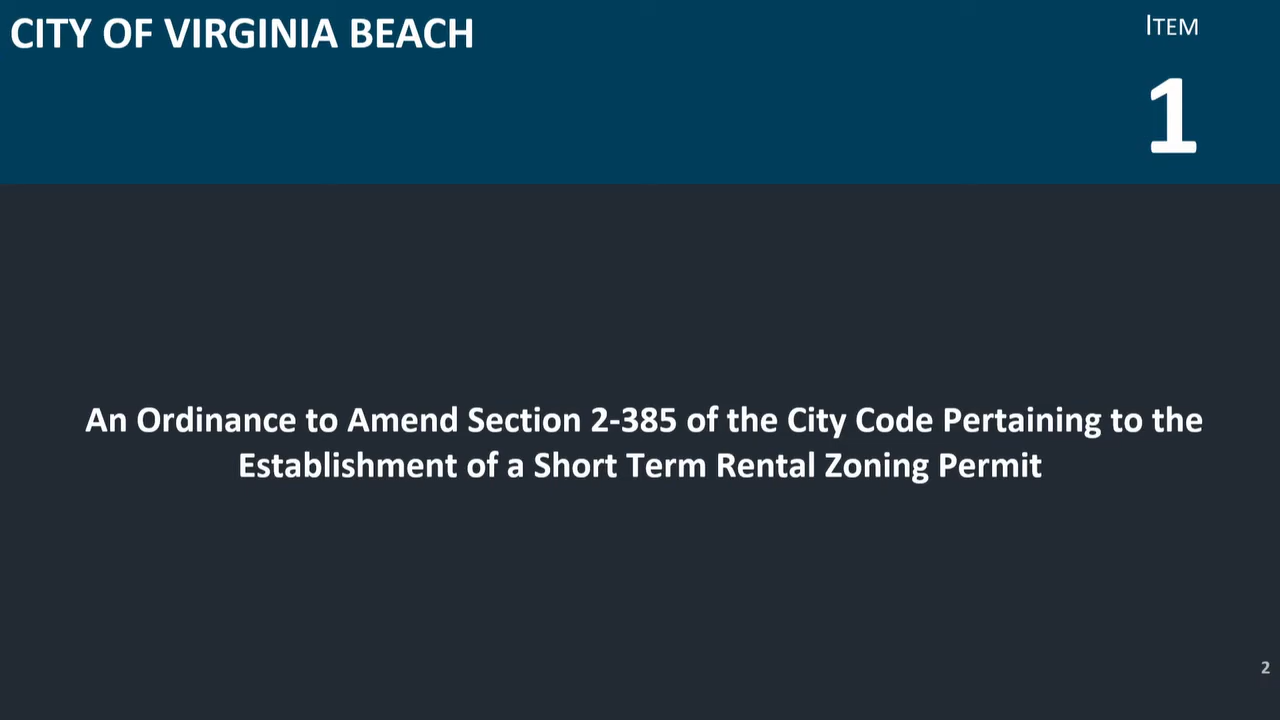 CITY OF VIRGINIA BEACH
ITEM
1
An Ordinance to Amend Section 2-385 of the City Code Pertaining to the
Establishment of a Short Term Rental Zoning Permit
2